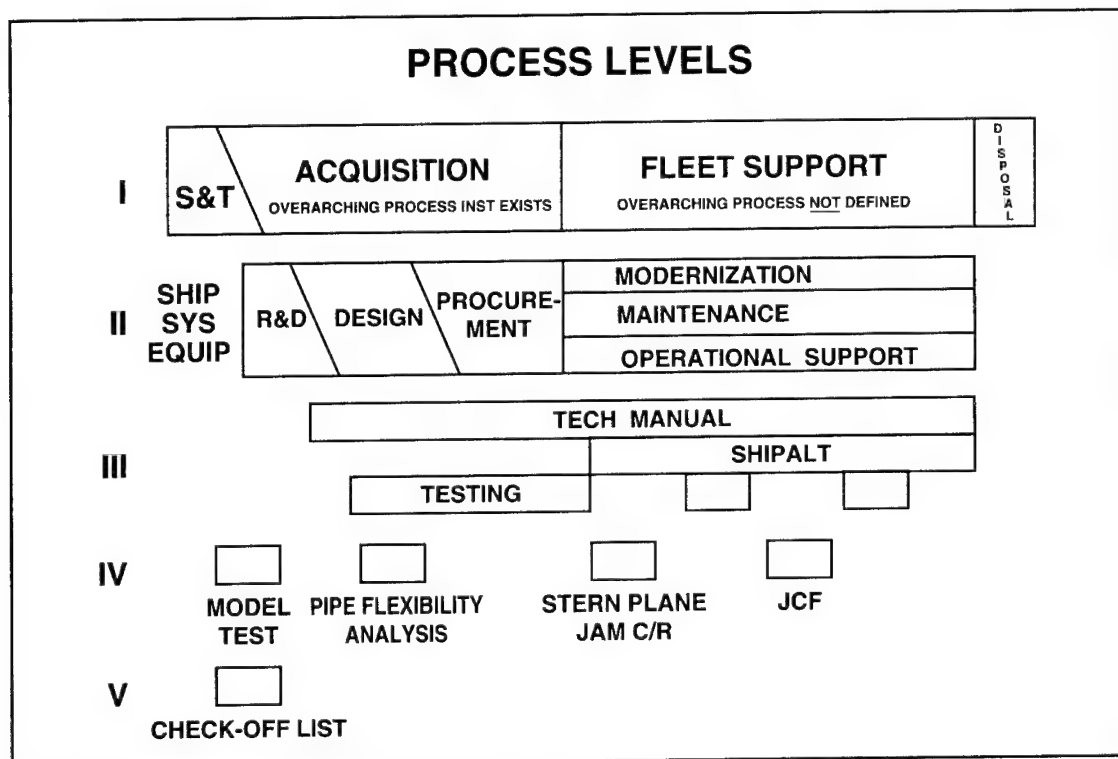 PROCESS LEVELS
I
S&T
ACQUISITION
OVERARCHING PROCESS INST EXISTS
FLEET SUPPORT
OVERARCHING PROCESS NOT DEFINED
DISPOSAL
II
SHIP
SYS
EQUIP
R&D
DESIGN
PROCURE-
MENT
MODERNIZATION
MAINTENANCE
OPERATIONAL SUPPORT
III
TECH MANUAL
SHIPALT
TESTING
IV
MODEL
TEST
PIPE FLEXIBILITY
ANALYSIS
STERN PLANE
JAM C/R
JCF
V
CHECK-OFF LIST